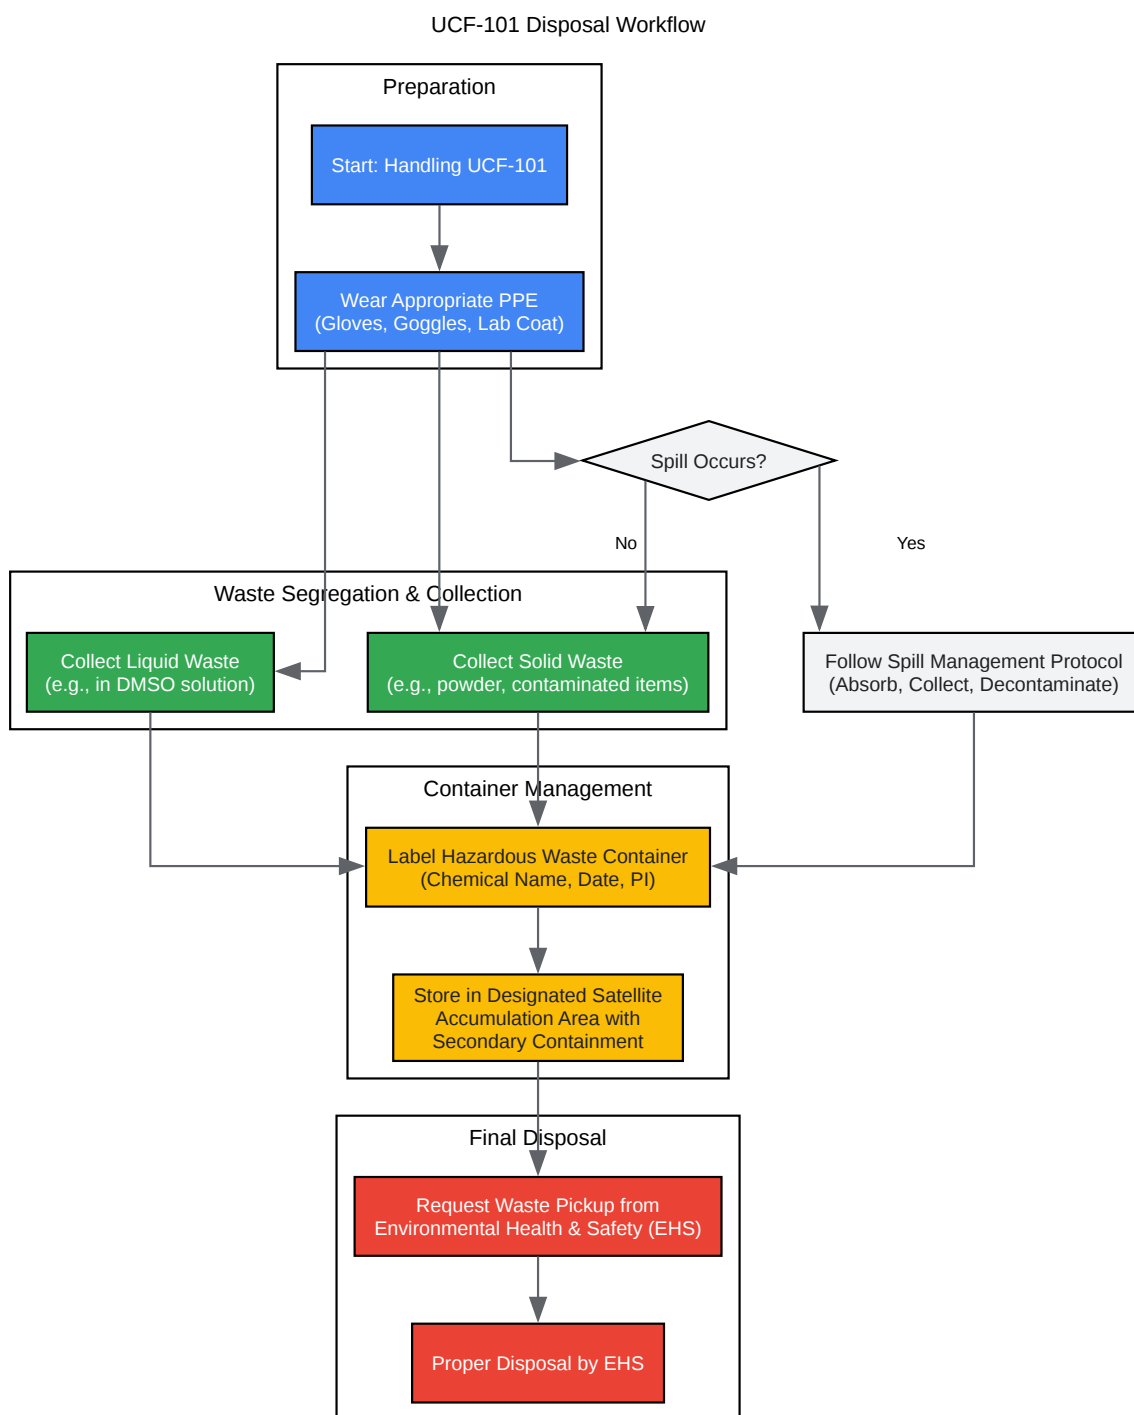 UCF-101 Disposal Workflow
Preparation
Start: Handling UCF-101
Wear Appropriate PPE
(Gloves, Goggles, Lab Coat)
Spill Occurs?
No
Yes
Waste Segregation & Collection
Collect Liquid Waste
(e.g., in DMSO solution)
Collect Solid Waste
(e.g., powder, contaminated items)
Follow Spill Management Protocol
(Absorb, Collect, Decontaminate)
Container Management
Label Hazardous Waste Container
(Chemical Name, Date, PI)
Store in Designated Satellite
Accumulation Area with
Secondary Containment
Final Disposal
Request Waste Pickup from
Environmental Health & Safety (EHS)
Proper Disposal by EHS